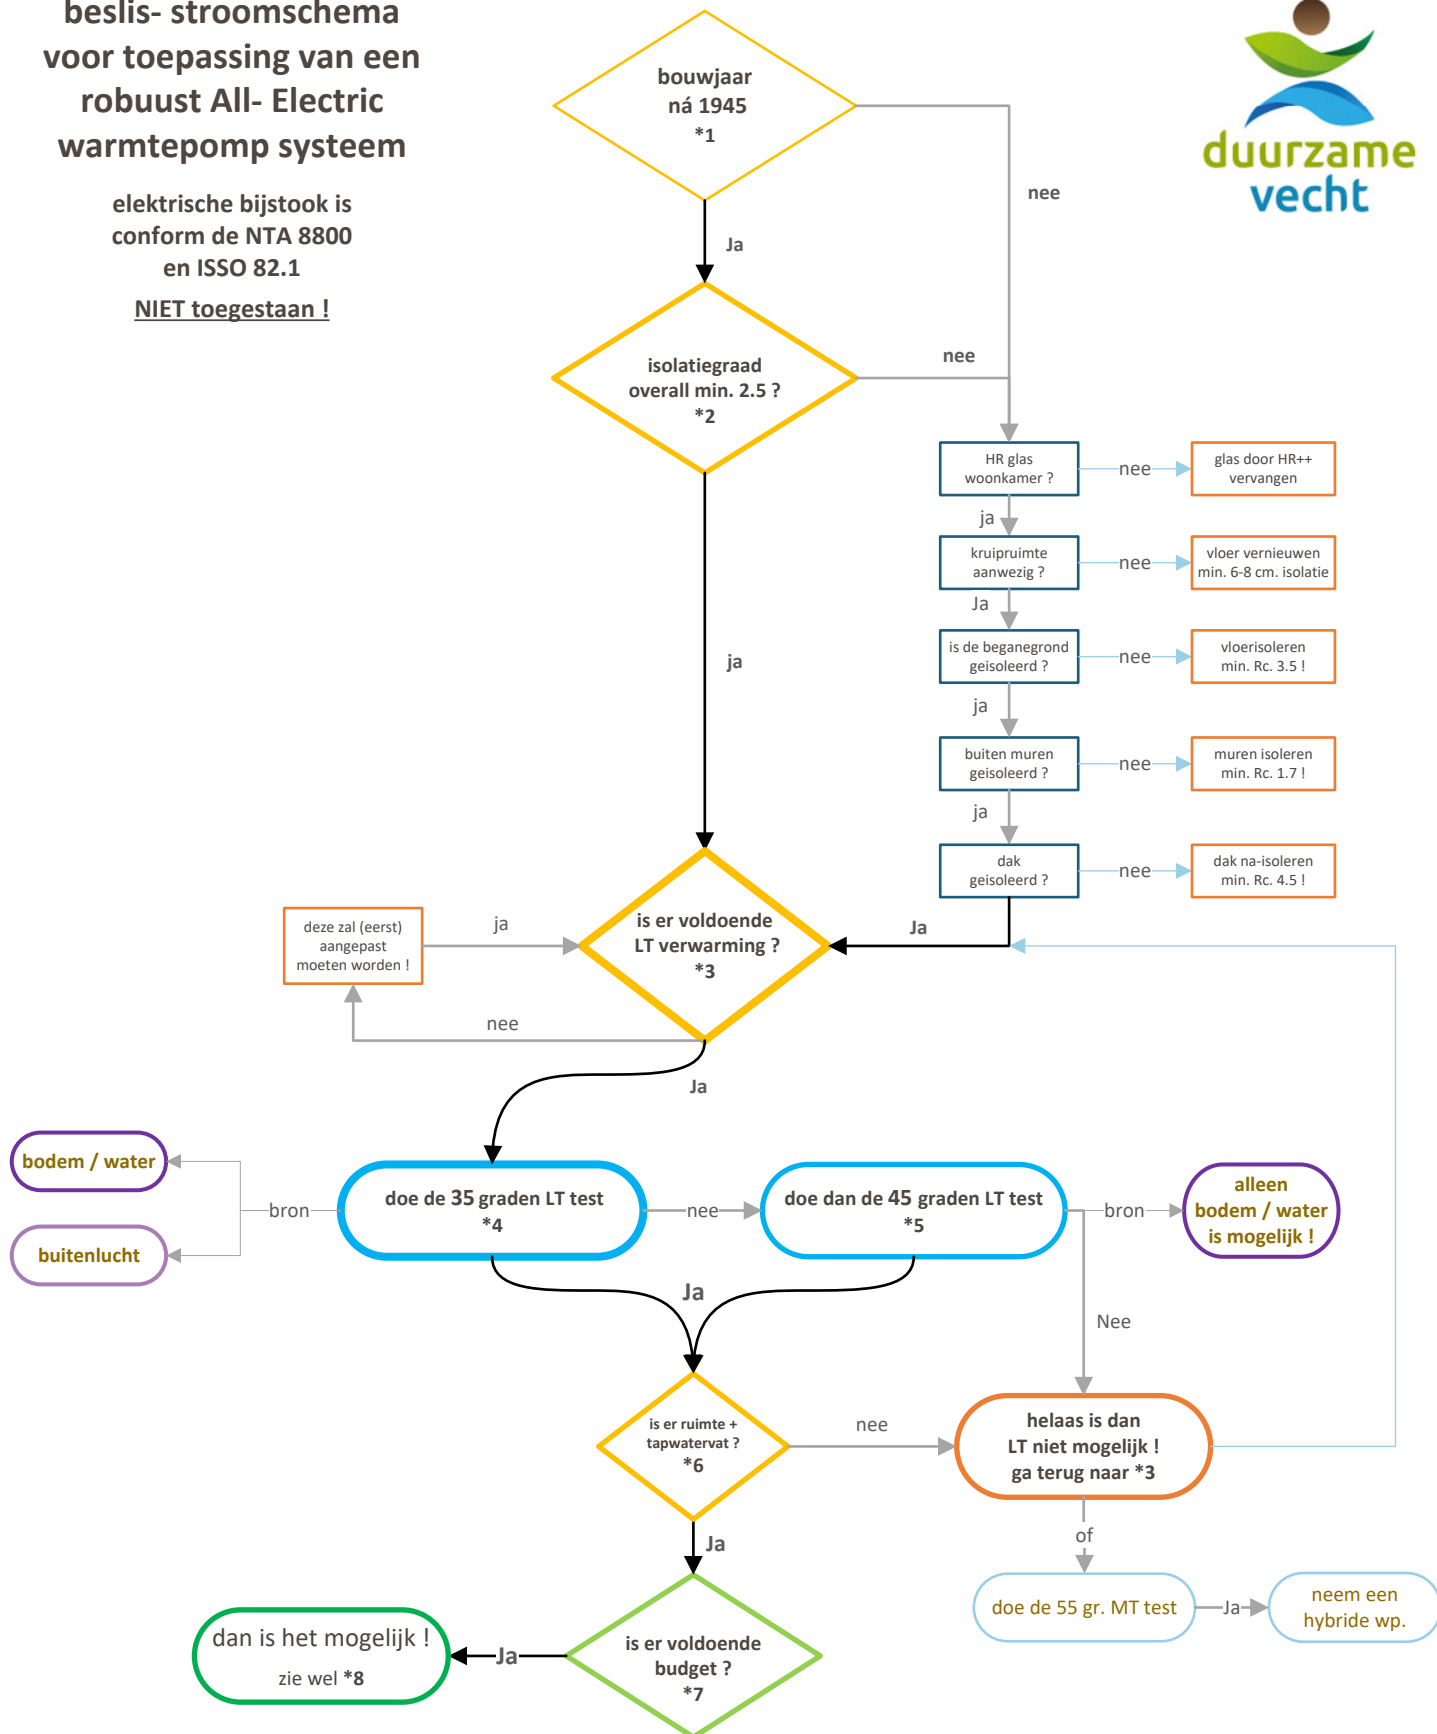 beslis- stroomschema
voor toepassing van een
robuust All- Electric
warmtepomp systeem
elektrische bijstook is
conform de NTA 8800
en ISSO 82.1
NIET toegestaan !
duurzame
vecht
bouwjaar
ná 1945
*1
nee
Ja
isolatiegraad
overall min. 2.5 ?
*2
nee
ja
HR glas
woonkamer ?
nee
glas door HR++
vervangen
ja
kruipruimte
aanwezig ?
nee
vloer vernieuwen
min. 6-8 cm. isolatie
Ja
is de beganegrond
geisoleerd ?
nee
vloerisoleren
min. Rc. 3.5 !
ja
buiten muren
geisoleerd ?
nee
muren isoleren
min. Rc. 1.7 !
ja
dak
geisoleerd ?
nee
dak na-isoleren
min. Rc. 4.5 !
Ja
is er voldoende
LT verwarming ?
*3
deze zal (eerst)
aangepast
moeten worden !
ja
nee
Ja
bodem / water
buitenlucht
bron
doe de 35 graden LT test
*4
nee
doe dan de 45 graden LT test
*5
bron
alleen
bodem / water
is mogelijk !
Ja
Nee
is er ruimte +
tapwatervat ?
*6
nee
helaas is dan
LT niet mogelijk !
ga terug naar *3
of
doe de 55 gr. MT test
Ja
neem een
hybride wp.
Ja
is er voldoende
budget ?
*7
Ja
dan is het mogelijk !
zie wel *8